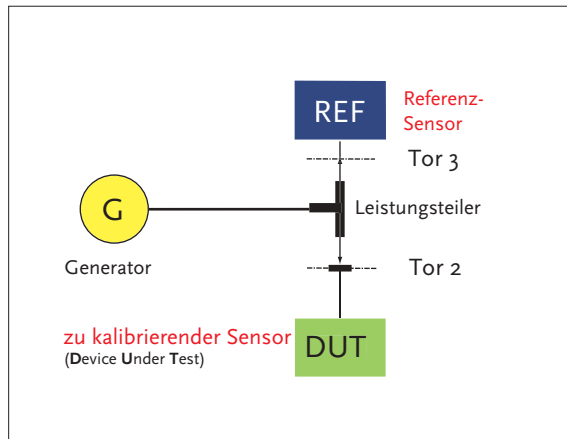 REF
Referenz-
Sensor
Tor 3
G
Leistungsteiler
Generator
Tor 2
zu kalibrierender Sensor
(Device Under Test)
DUT